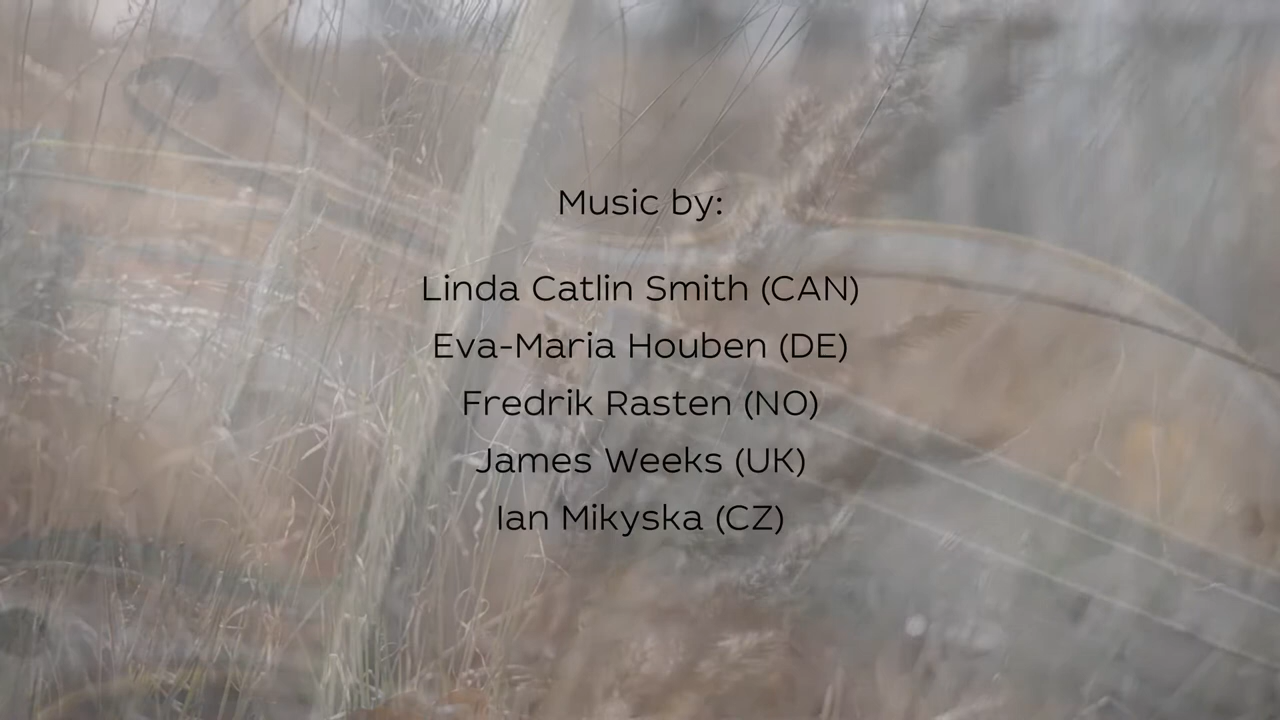 Music by:
Linda Catlin Smith (CAN)
Eva-Maria Houben (DE)
Fredrik Rasten (NO)
James Weeks (UK)
Ian Mikyska (CZ)